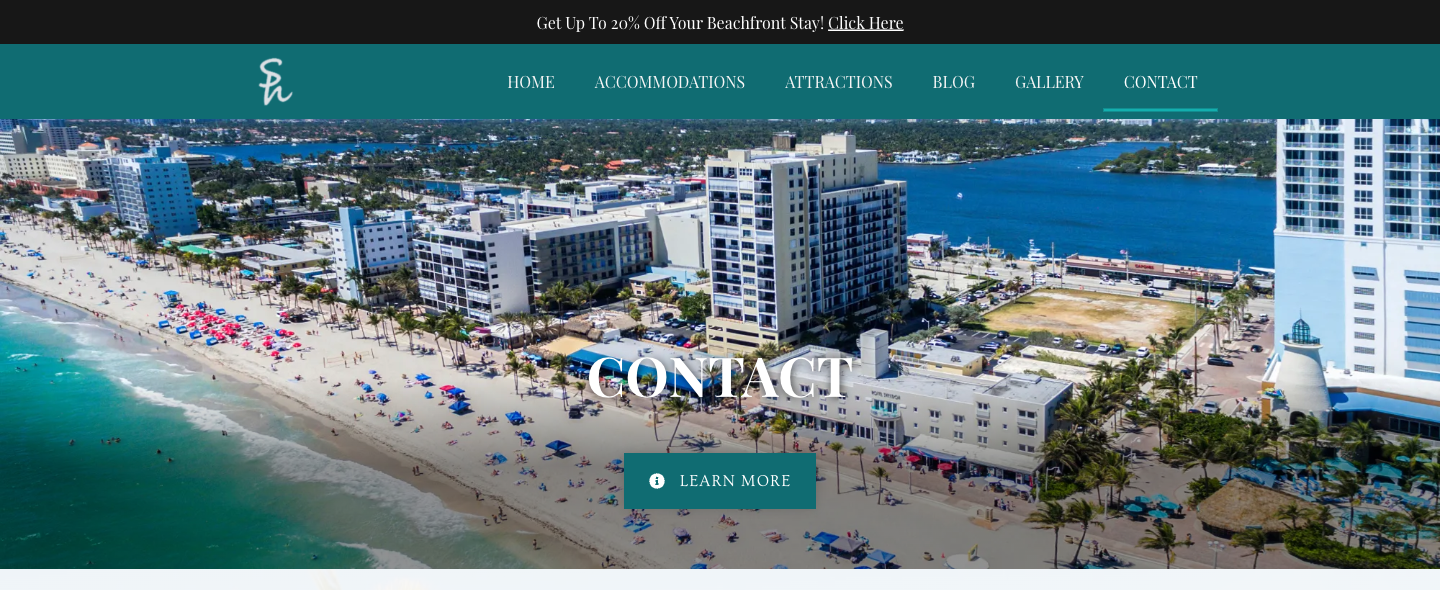 Get Up To 20% Off Your Beachfront Stay! Click Here
Sh
HOME ACCOMMODATIONS ATTRACTIONS BLOG GALLERY CONTACT
CONTACT
LEARN MORE